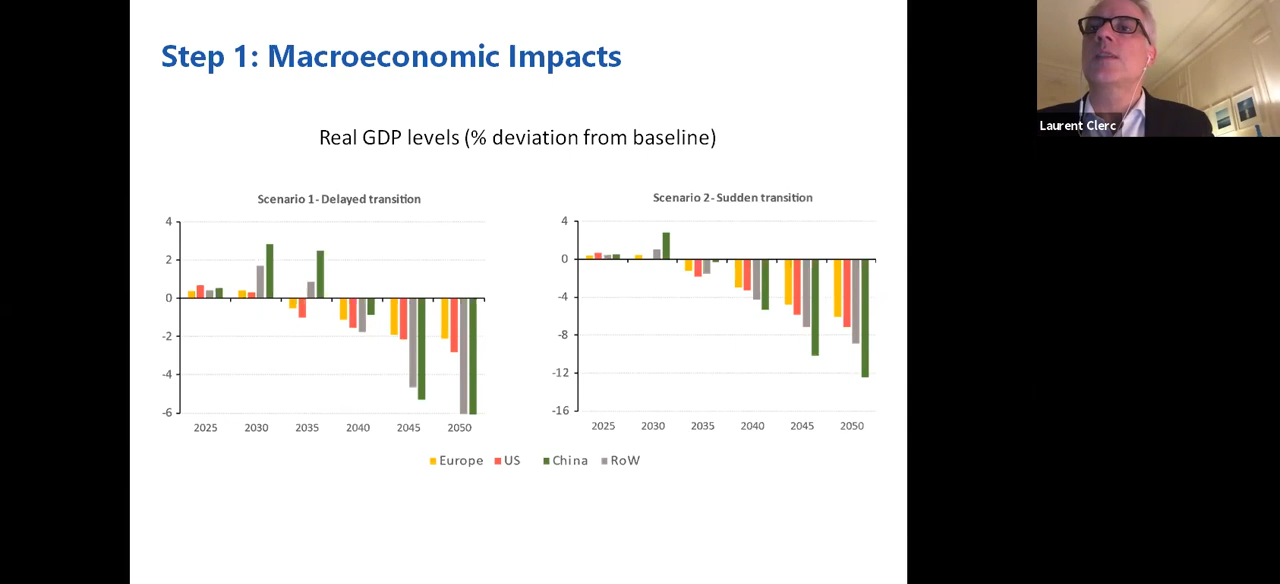 Step 1: Macroeconomic Impacts
Laurent Clerc
Real GDP levels (% deviation from baseline)
Scenario 1- Delayed transition
4
2
0
-2
-4
-6
2025 2030 2035 2040 2045 2050
Scenario 2- Sudden transition
4
0
-4
-8
-12
-16
2025 2030 2035 2040 2045 2050
Europe US China RoW